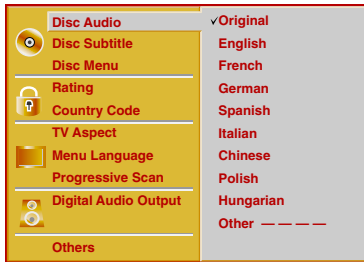 Disc Audio
Disc Subtitle
Disc Menu
Rating
Country Code
TV Aspect
Menu Language
Progressive Scan
Digital Audio Output
Others
✓Original
English
French
German
Spanish
Italian
Chinese
Polish
Hungarian
Other — — — —